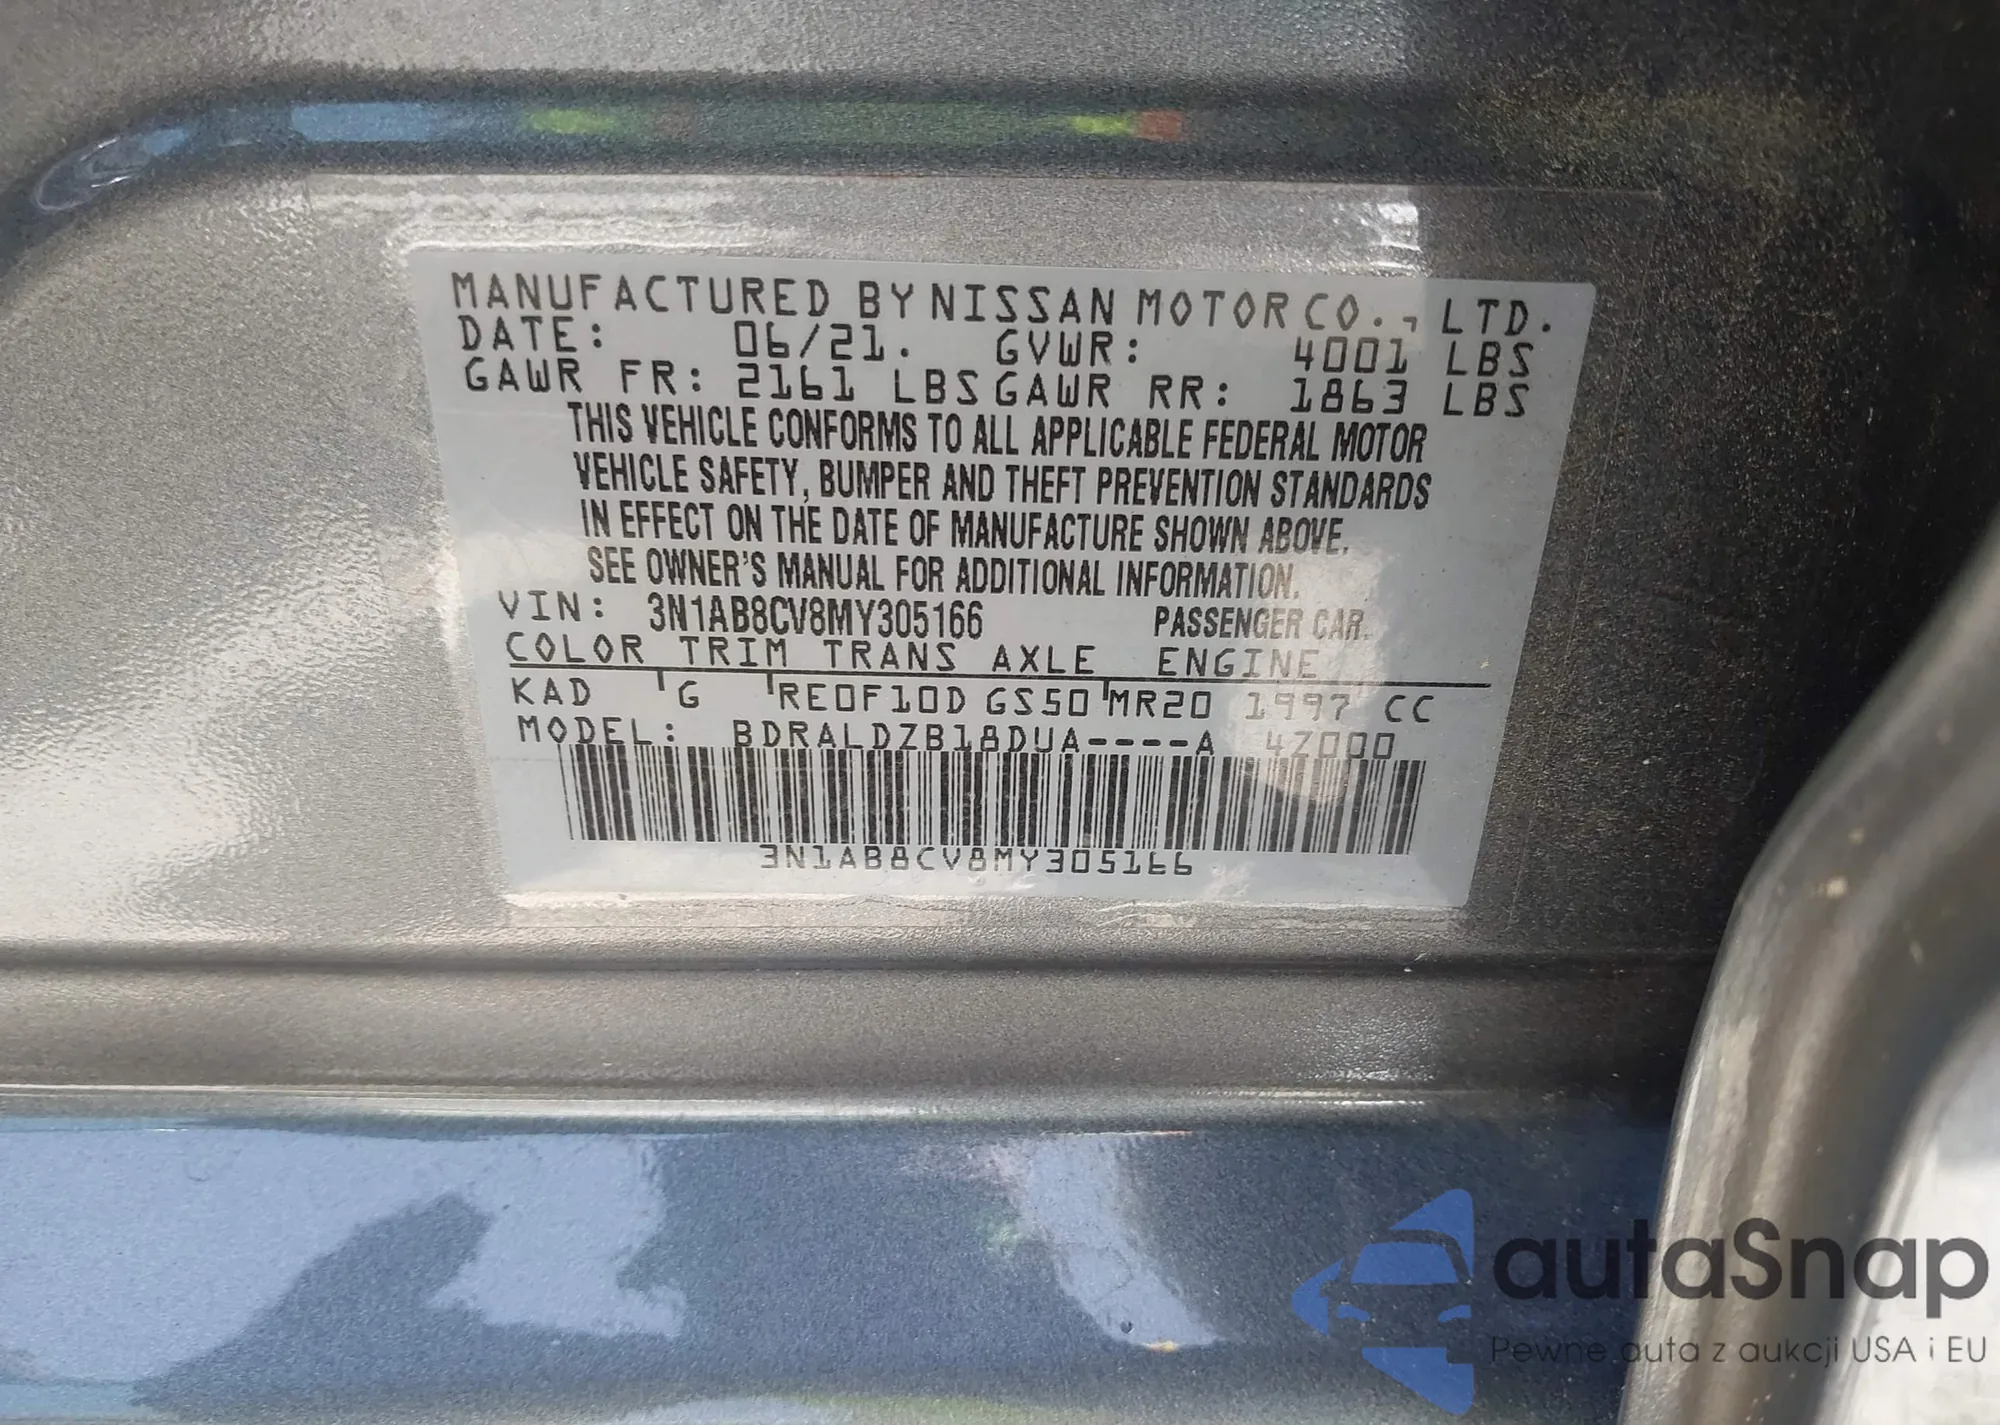 MANUFACTURED BY NISSAN MOTOR CO., LTD.
DATE: 06/21. GVWR: 4001 LBS
GAWR FR: 2161 LBS GAWR RR: 1863 LBS
THIS VEHICLE CONFORMS TO ALL APPLICABLE FEDERAL MOTOR
VEHICLE SAFETY, BUMPER AND THEFT PREVENTION STANDARDS
IN EFFECT ON THE DATE OF MANUFACTURE SHOWN ABOVE.
SEE OWNER'S MANUAL FOR ADDITIONAL INFORMATION.
VIN: 3N1AB8CV8MY305166 PASSENGER CAR.
COLOR TRIM TRANS AXLE ENGINE
KAD G RE0F10D GS50 MR20 1997 CC
MODEL: BDRALDZB18DUA----A 4Z000
3N1AB8CV8MY305166
autaSnap
Pewne auta z aukcji USA i EU